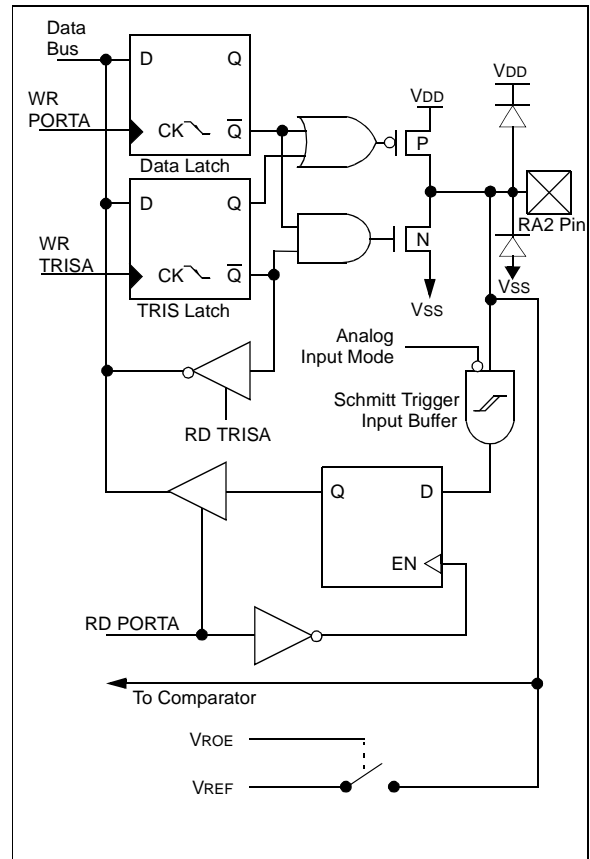 Data
Bus
D
Q
VDD
VDD
WR
PORTA
CK
Q
P
Data Latch
D
Q
RA2 Pin
WR
TRISA
CK
Q
N
TRIS Latch
VSS
VSS
Analog
Input Mode
Schmitt Trigger
Input Buffer
RD TRISA
Q
D
EN
RD PORTA
To Comparator
VROE
VREF